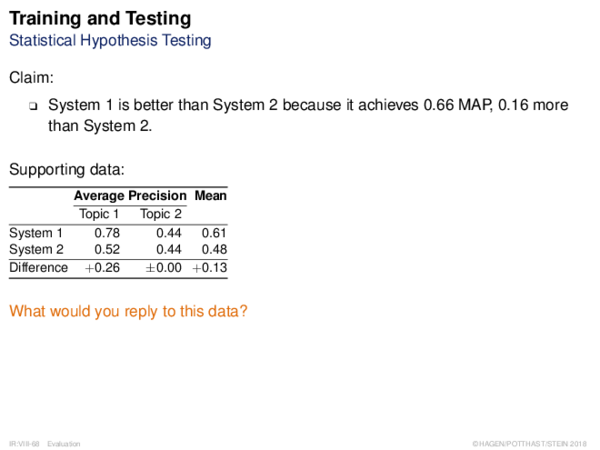 Training and Testing
Statistical Hypothesis Testing
Claim:
❑ System 1 is better than System 2 because it achieves 0.66 MAP, 0.16 more
than System 2.
Supporting data:
Average Precision Mean
Topic 1 Topic 2
System 1 0.78 0.44 0.61
System 2 0.52 0.44 0.48
Difference +0.26 ±0.00 +0.13
What would you reply to this data?
IR:VIII-68 Evaluation ©HAGEN/POTTHAST/STEIN 2018